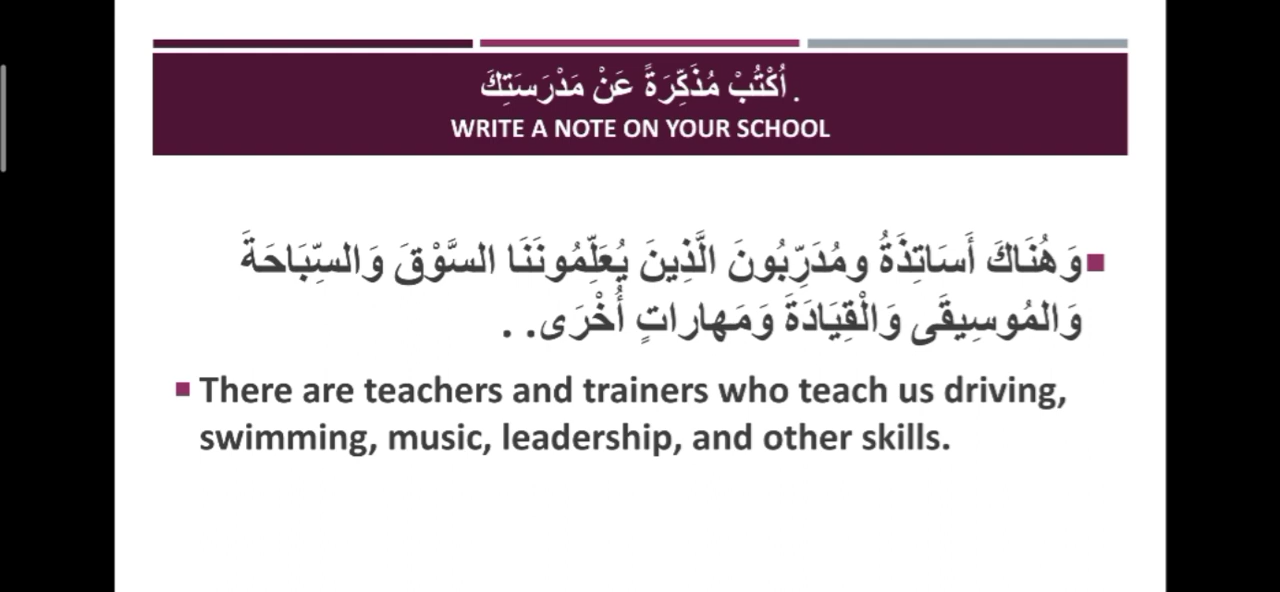 . اُكْتُبْ مُذَكِّرَةً عَنْ مَدْرَسَتِكَ
WRITE A NOTE ON YOUR SCHOOL
وَهُنَاكَ أَسَاتِذَةُ ومُدَرِّبُونَ الَّذِينَ يُعَلِّمُونَنَا السَّوْقَ وَالسِّبَاحَةَ
وَالمُوسِيقَى وَالْقِيَادَةَ وَمَهاراتٍ أُخْرَى. .
There are teachers and trainers who teach us driving,
swimming, music, leadership, and other skills.